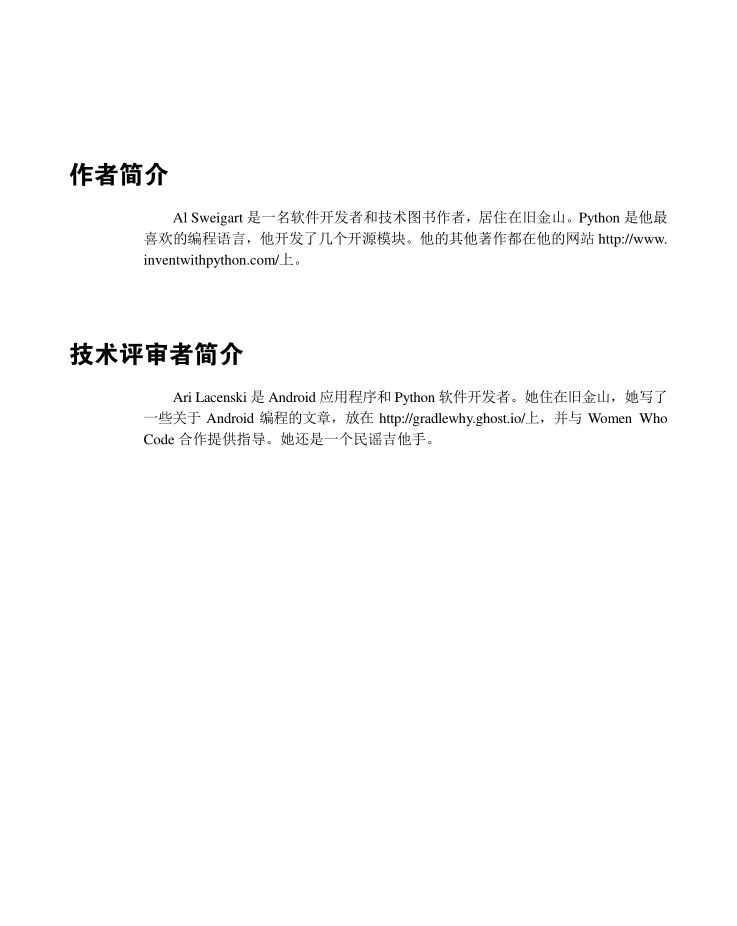 作者简介
Al Sweigart 是一名软件开发者和技术图书作者，居住在旧金山。Python 是他最
喜欢的编程语言，他开发了几个开源模块。他的其他著作都在他的网站 http://www.
inventwithpython.com/上。
技术评审者简介
Ari Lacenski 是 Android 应用程序和 Python 软件开发者。她住在旧金山，她写了
一些关于 Android 编程的文章，放在 http://gradlewhy.ghost.io/上，并与 Women Who
Code 合作提供指导。她还是一个民谣吉他手。